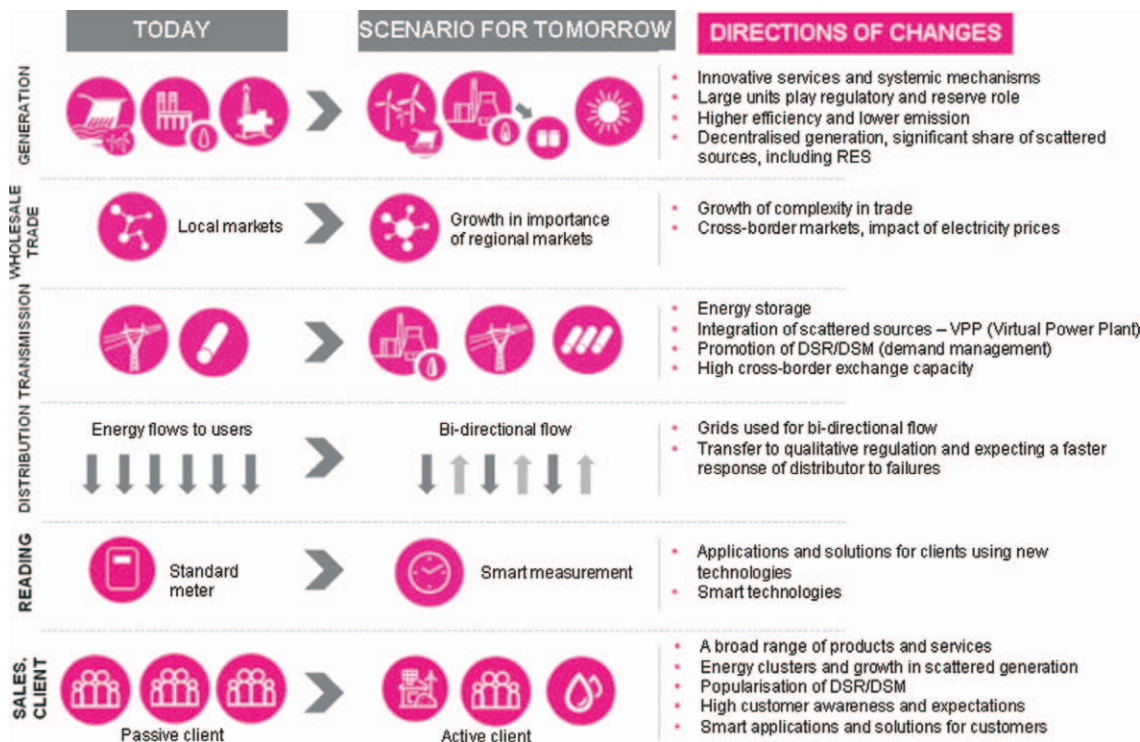 TODAY
SCENARIO FOR TOMORROW
DIRECTIONS OF CHANGES
GENERATION
Innovative services and systemic mechanisms
Large units play regulatory and reserve role
Higher efficiency and lower emission
Decentralised generation, significant share of scattered
sources, including RES
WHOLESALE
TRADE
Local markets
Growth in importance
of regional markets
Growth of complexity in trade
Cross-border markets, impact of electricity prices
TRANSMISSION
Energy storage
Integration of scattered sources – VPP (Virtual Power Plant)
Promotion of DSR/DSM (demand management)
High cross-border exchange capacity
DISTRIBUTION
Energy flows to users
Bi-directional flow
Grids used for bi-directional flow
Transfer to qualitative regulation and expecting a faster
response of distributor to failures
READING
Standard
meter
Smart measurement
Applications and solutions for clients using new
technologies
Smart technologies
SALES,
CLIENT
Passive client
Active client
A broad range of products and services
Energy clusters and growth in scattered generation
Popularisation of DSR/DSM
High customer awareness and expectations
Smart applications and solutions for customers